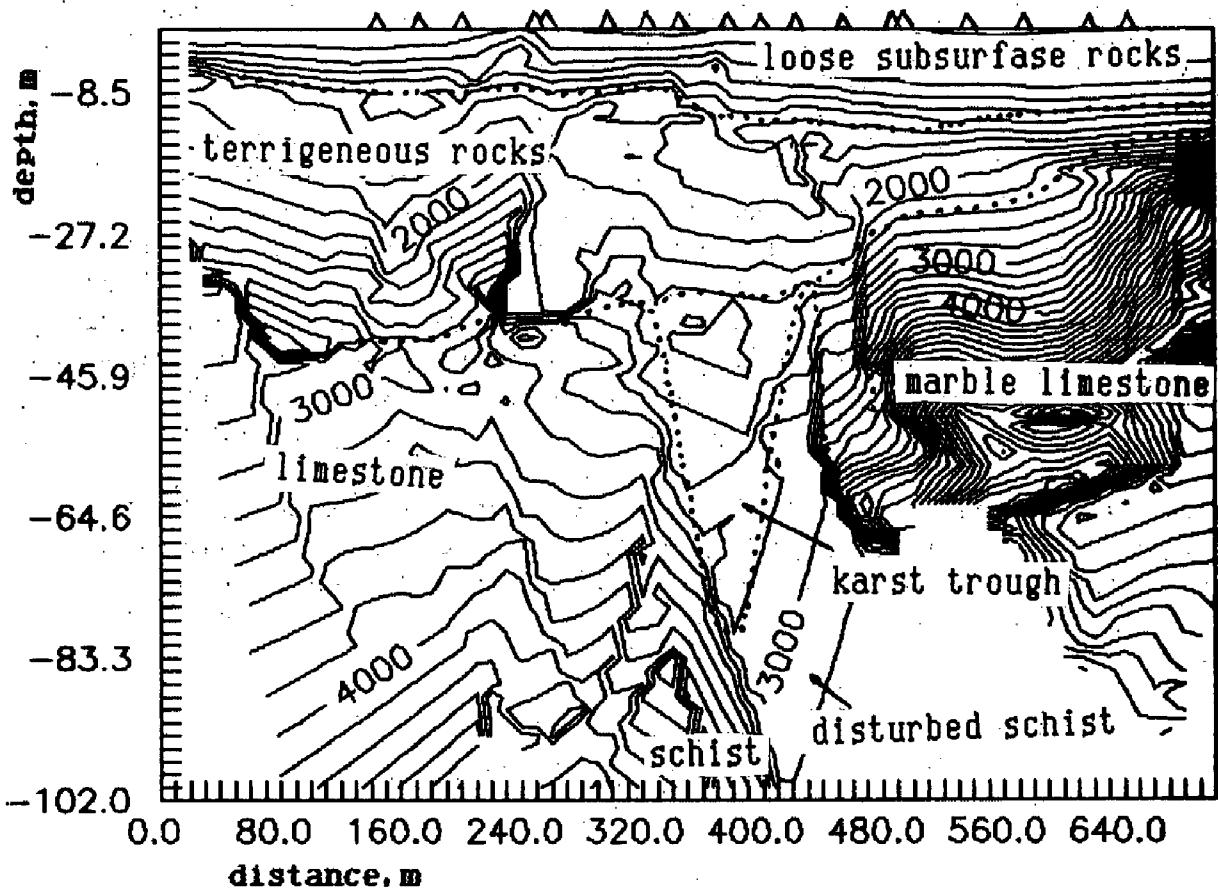 loose subsurfase rocks
depth, m
-8.5
terrigeneous rocks
2000
2000
-27.2
3000
4000
-45.9
marble limestone
3000
limestone
-64.6
karst trough
-83.3
4000
3000
disturbed schist
schist
-102.0
0.0 80.0 160.0 240.0 320.0 400.0 480.0 560.0 640.0
distance, m